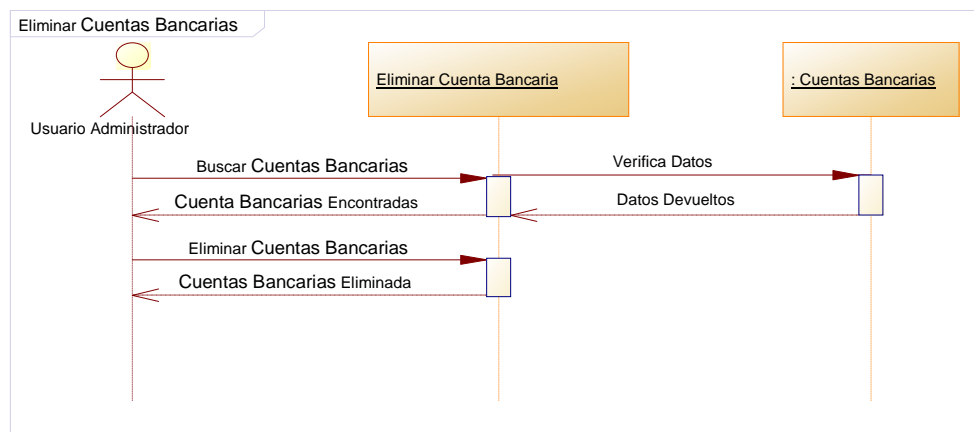 Eliminar Cuentas Bancarias
Eliminar Cuenta Bancaria
: Cuentas Bancarias
Usuario Administrador
Buscar Cuentas Bancarias
Verifica Datos
Cuenta Bancarias Encontradas
Datos Devueltos
Eliminar Cuentas Bancarias
Cuentas Bancarias Eliminada